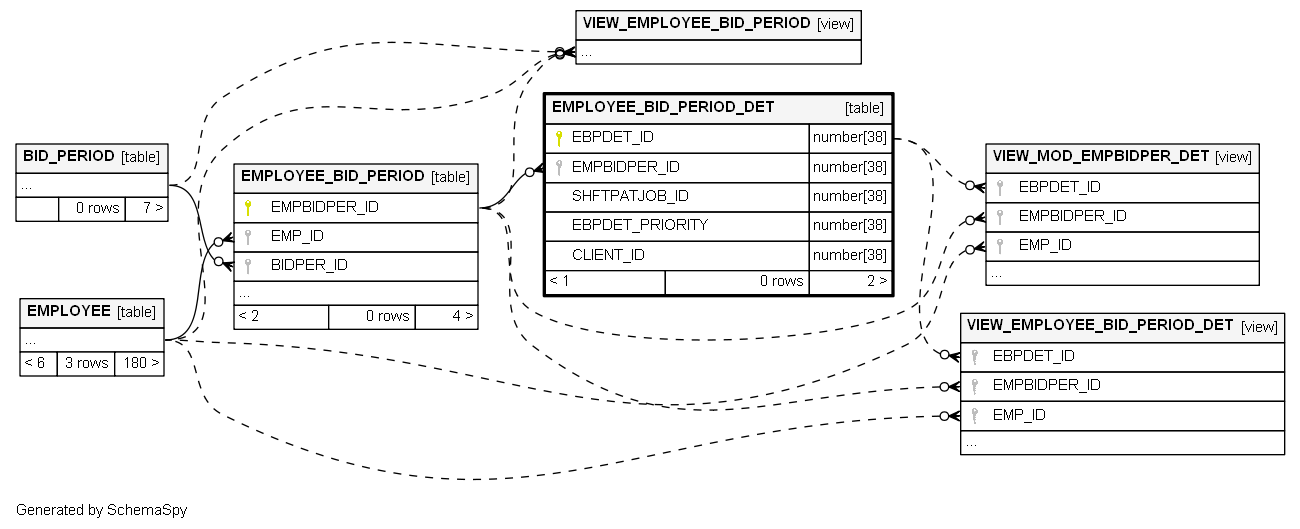 VIEW_EMPLOYEE_BID_PERIOD [view]
...
EMPLOYEE_BID_PERIOD_DET [table]
EBPDET_ID number[38]
EMPBIDPER_ID number[38]
SHFTPATJOB_ID number[38]
EBPDET_PRIORITY number[38]
CLIENT_ID number[38]
< 1 0 rows 2 >
BID_PERIOD [table]
...
0 rows 7 >
EMPLOYEE_BID_PERIOD [table]
EMPBIDPER_ID
EMP_ID
BIDPER_ID
...
< 2 0 rows 4 >
VIEW_MOD_EMPBIDPER_DET [view]
EBPDET_ID
EMPBIDPER_ID
EMP_ID
...
EMPLOYEE [table]
...
< 6 3 rows 180 >
VIEW_EMPLOYEE_BID_PERIOD_DET [view]
EBPDET_ID
EMPBIDPER_ID
EMP_ID
...
Generated by SchemaSpy